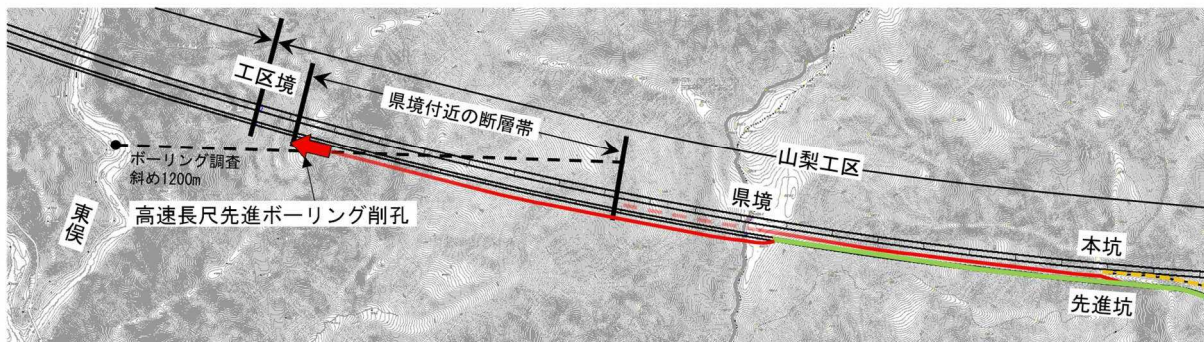 工区境
県境付近の断層帯
山梨工区
ボーリング調査
斜め1200m
高速長尺先進ボーリング削孔
東俣
県境
本坑
先進坑